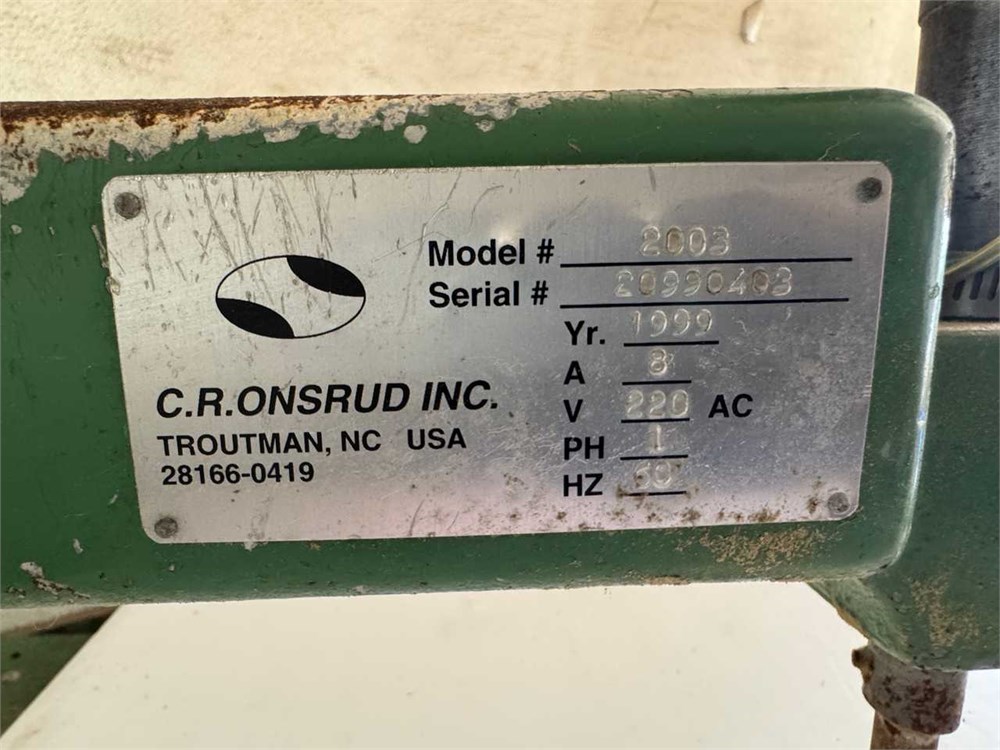 Model # 2003
Serial # 20990403
Yr. 1999
A 8
V 220 AC
PH 1
HZ 60
C.R.ONSRUD INC.
TROUTMAN, NC USA
28166-0419